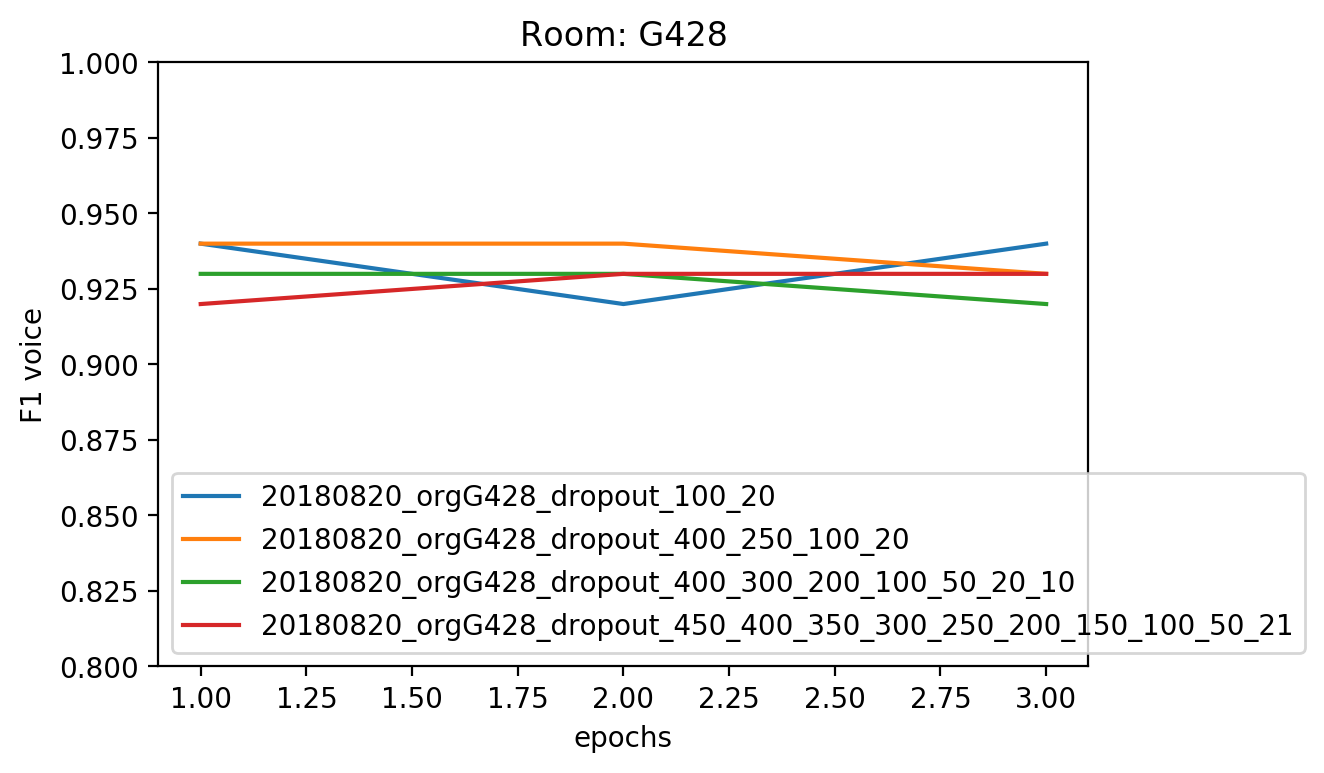 Room: G428
1.000
0.975
0.950
0.925
0.900
0.875
0.850
0.825
0.800
F1 voice
20180820_orgG428_dropout_100_20
20180820_orgG428_dropout_400_250_100_20
20180820_orgG428_dropout_400_300_200_100_50_20_10
20180820_orgG428_dropout_450_400_350_300_250_200_150_100_50_21
1.00 1.25 1.50 1.75 2.00 2.25 2.50 2.75 3.00
epochs